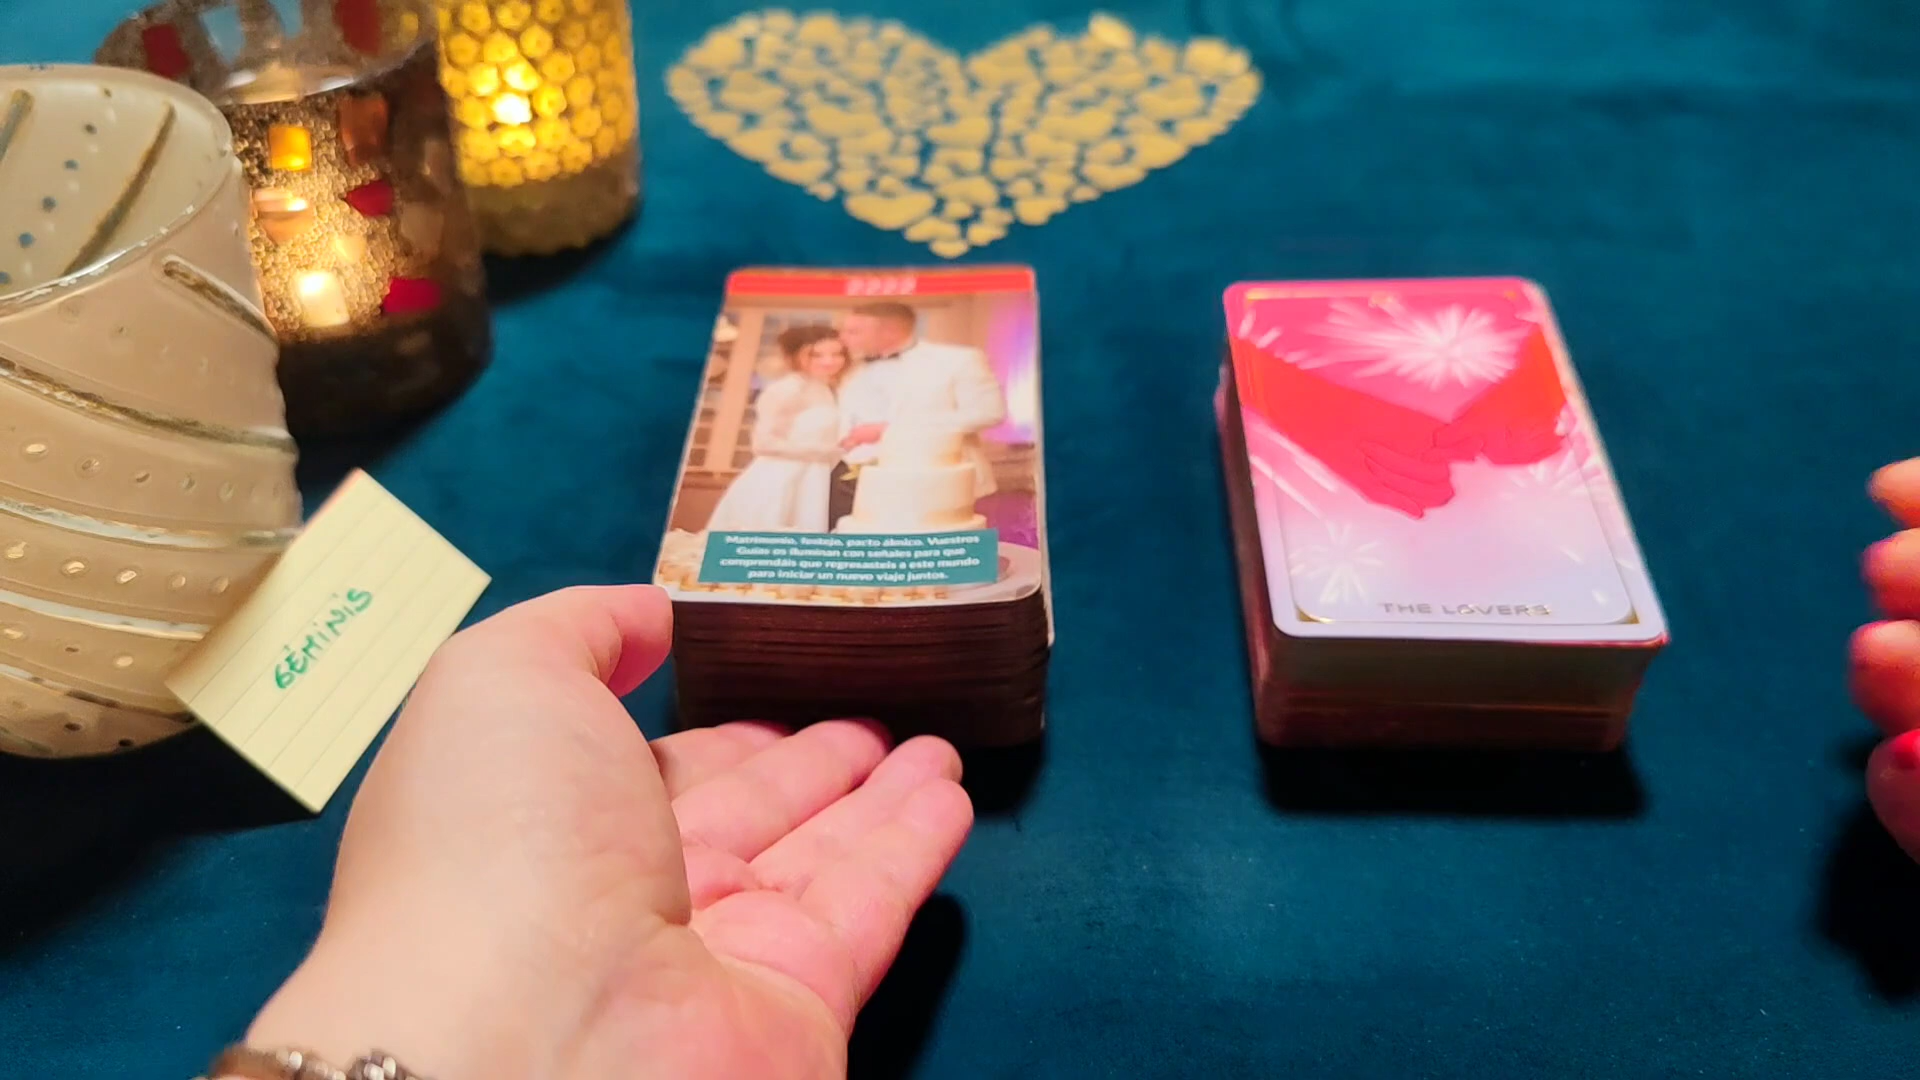 2222
Matrimonio, festejo, pacto álmico. Vuestros
Guías os iluminan con señales para que
comprendáis que regresasteis a este mundo
para iniciar un nuevo viaje juntos.
THE LOVERS
GÉMINIS